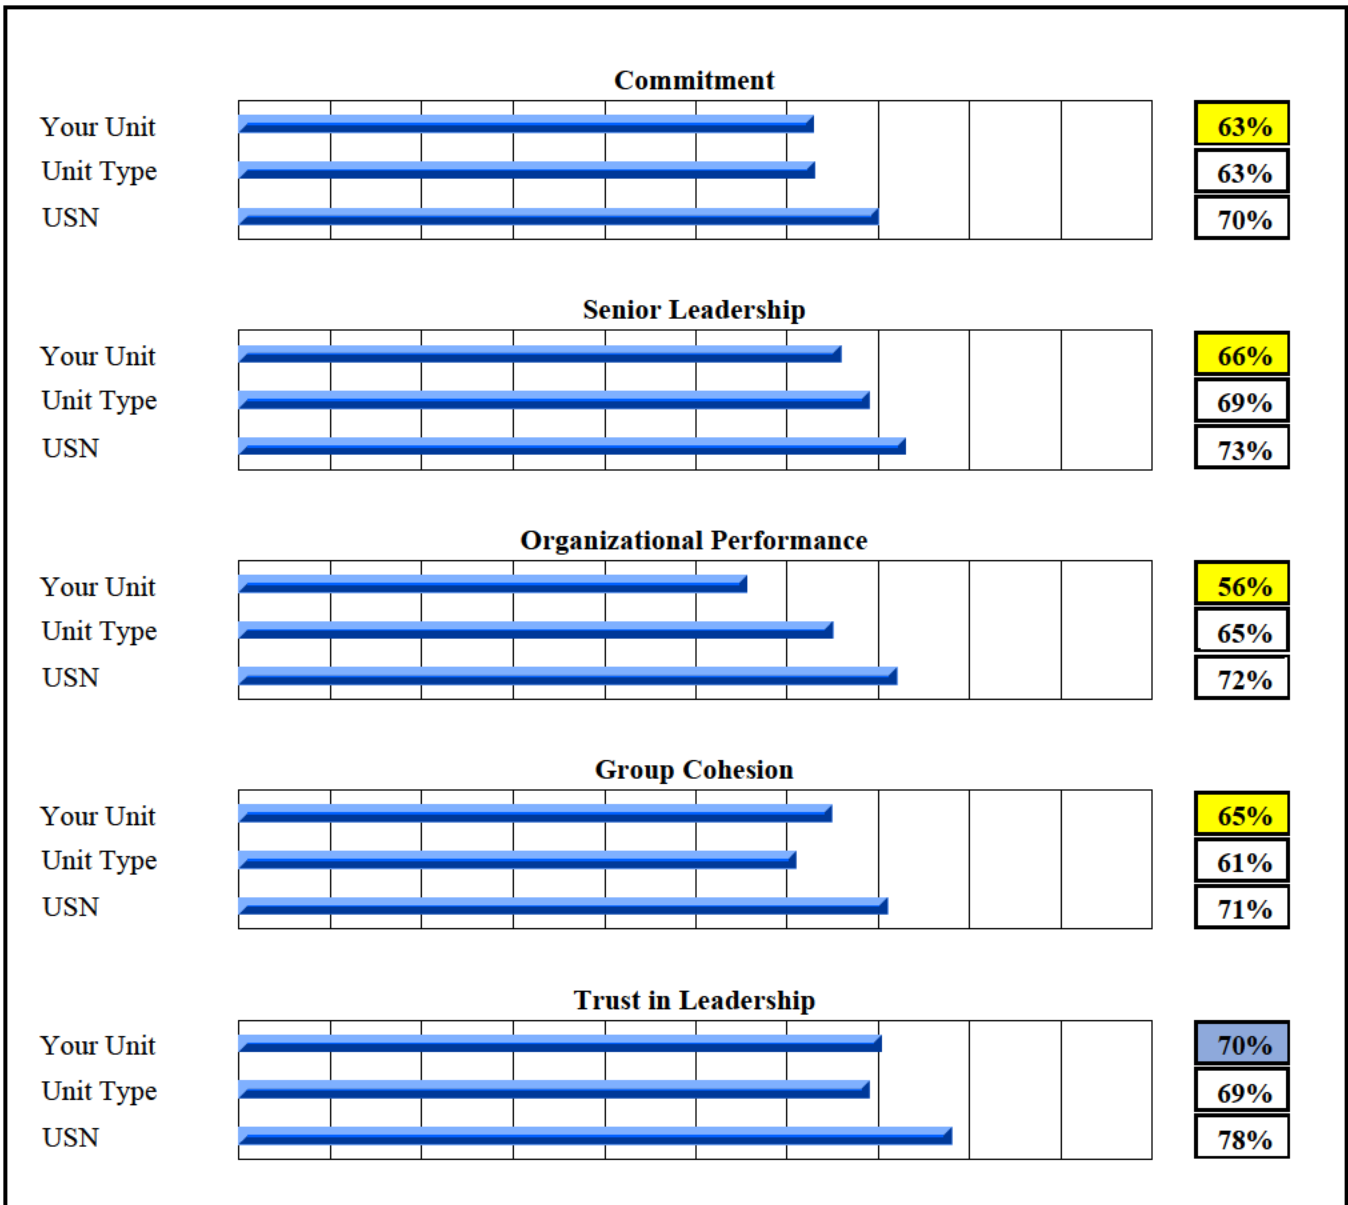 Commitment
Your Unit 63%
Unit Type 63%
USN 70%
Senior Leadership
Your Unit 66%
Unit Type 69%
USN 73%
Organizational Performance
Your Unit 56%
Unit Type 65%
USN 72%
Group Cohesion
Your Unit 65%
Unit Type 61%
USN 71%
Trust in Leadership
Your Unit 70%
Unit Type 69%
USN 78%